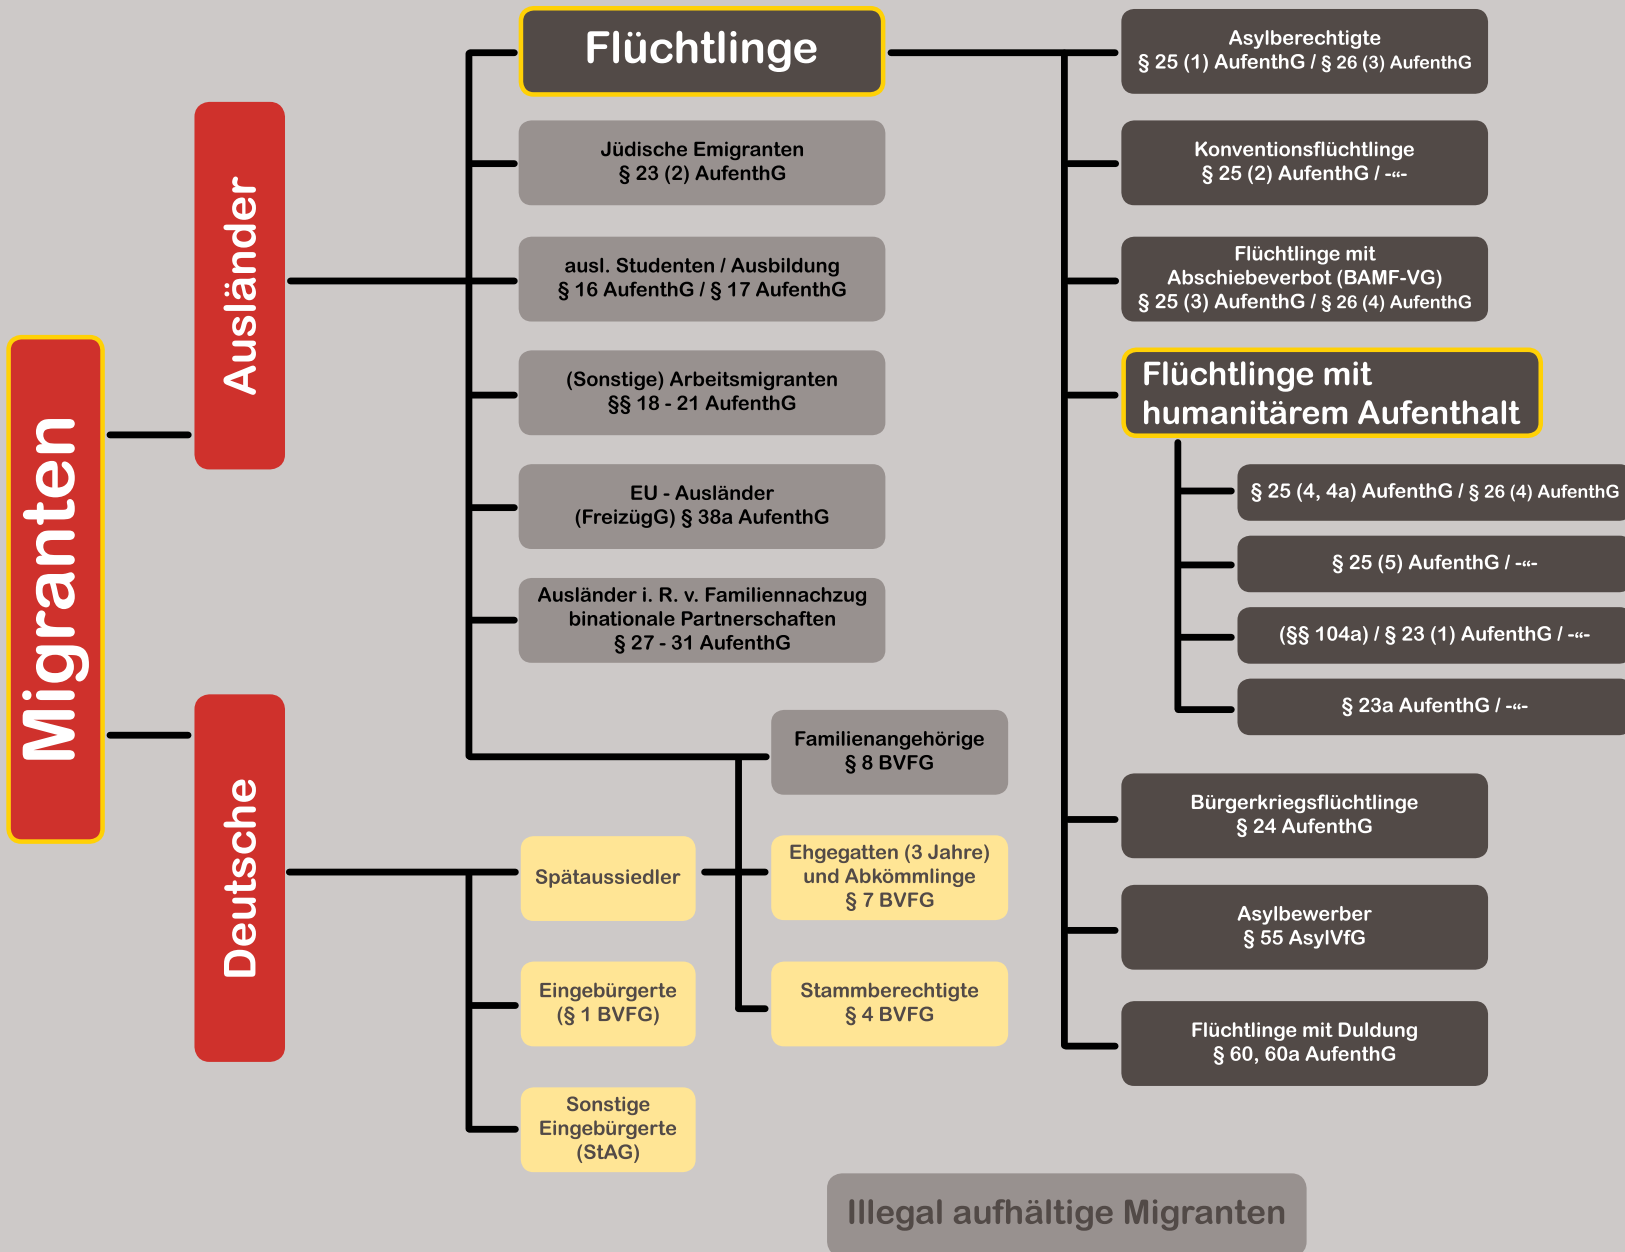 Migranten
Ausländer
Deutsche
Flüchtlinge
Jüdische Emigranten
§ 23 (2) AufenthG
ausl. Studenten / Ausbildung
§ 16 AufenthG / § 17 AufenthG
(Sonstige) Arbeitsmigranten
§§ 18 - 21 AufenthG
EU - Ausländer
(FreizügG) § 38a AufenthG
Ausländer i. R. v. Familiennachzug
binationale Partnerschaften
§ 27 - 31 AufenthG
Familienangehörige
§ 8 BVFG
Spätaussiedler
Ehgegatten (3 Jahre)
und Abkömmlinge
§ 7 BVFG
Eingebürgerte
(§ 1 BVFG)
Stammberechtigte
§ 4 BVFG
Sonstige
Eingebürgerte
(StAG)
Asylberechtigte
§ 25 (1) AufenthG / § 26 (3) AufenthG
Konventionsflüchtlinge
§ 25 (2) AufenthG / -“-
Flüchtlinge mit
Abschiebeverbot (BAMF-VG)
§ 25 (3) AufenthG / § 26 (4) AufenthG
Flüchtlinge mit
humanitärem Aufenthalt
§ 25 (4, 4a) AufenthG / § 26 (4) AufenthG
§ 25 (5) AufenthG / -“-
(§§ 104a) / § 23 (1) AufenthG / -“-
§ 23a AufenthG / -“-
Bürgerkriegsflüchtlinge
§ 24 AufenthG
Asylbewerber
§ 55 AsylVfG
Flüchtlinge mit Duldung
§ 60, 60a AufenthG
Illegal aufhältige Migranten